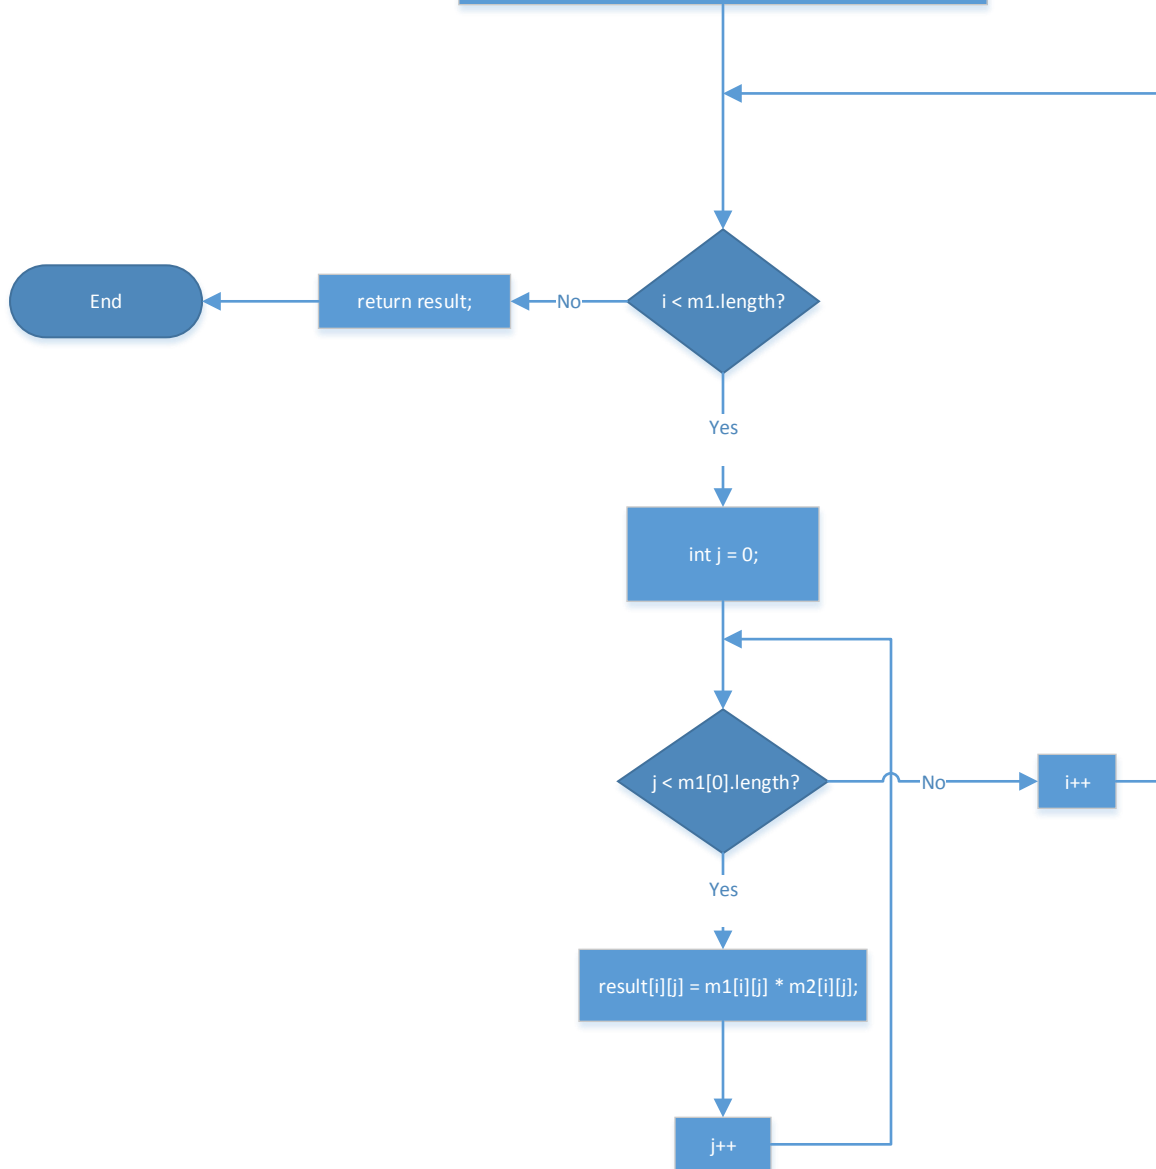 End
return result;
No
i < m1.length?
Yes
int j = 0;
j < m1[0].length?
No
i++
Yes
result[i][j] = m1[i][j] * m2[i][j];
j++